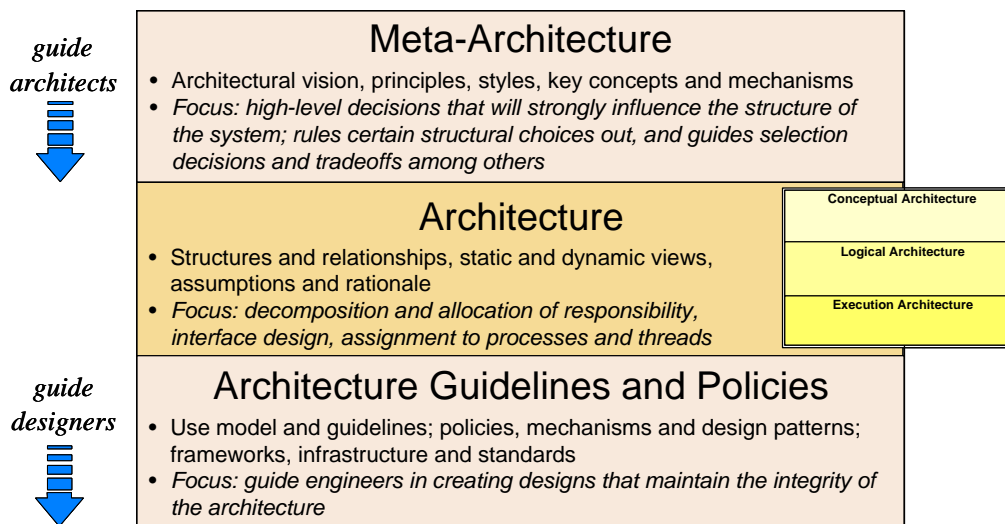 guide
architects
Meta-Architecture
• Architectural vision, principles, styles, key concepts and mechanisms
• Focus: high-level decisions that will strongly influence the structure of
the system; rules certain structural choices out, and guides selection
decisions and tradeoffs among others
Architecture
• Structures and relationships, static and dynamic views,
assumptions and rationale
• Focus: decomposition and allocation of responsibility,
interface design, assignment to processes and threads
Conceptual Architecture
Logical Architecture
Execution Architecture
guide
designers
Architecture Guidelines and Policies
• Use model and guidelines; policies, mechanisms and design patterns;
frameworks, infrastructure and standards
• Focus: guide engineers in creating designs that maintain the integrity of
the architecture